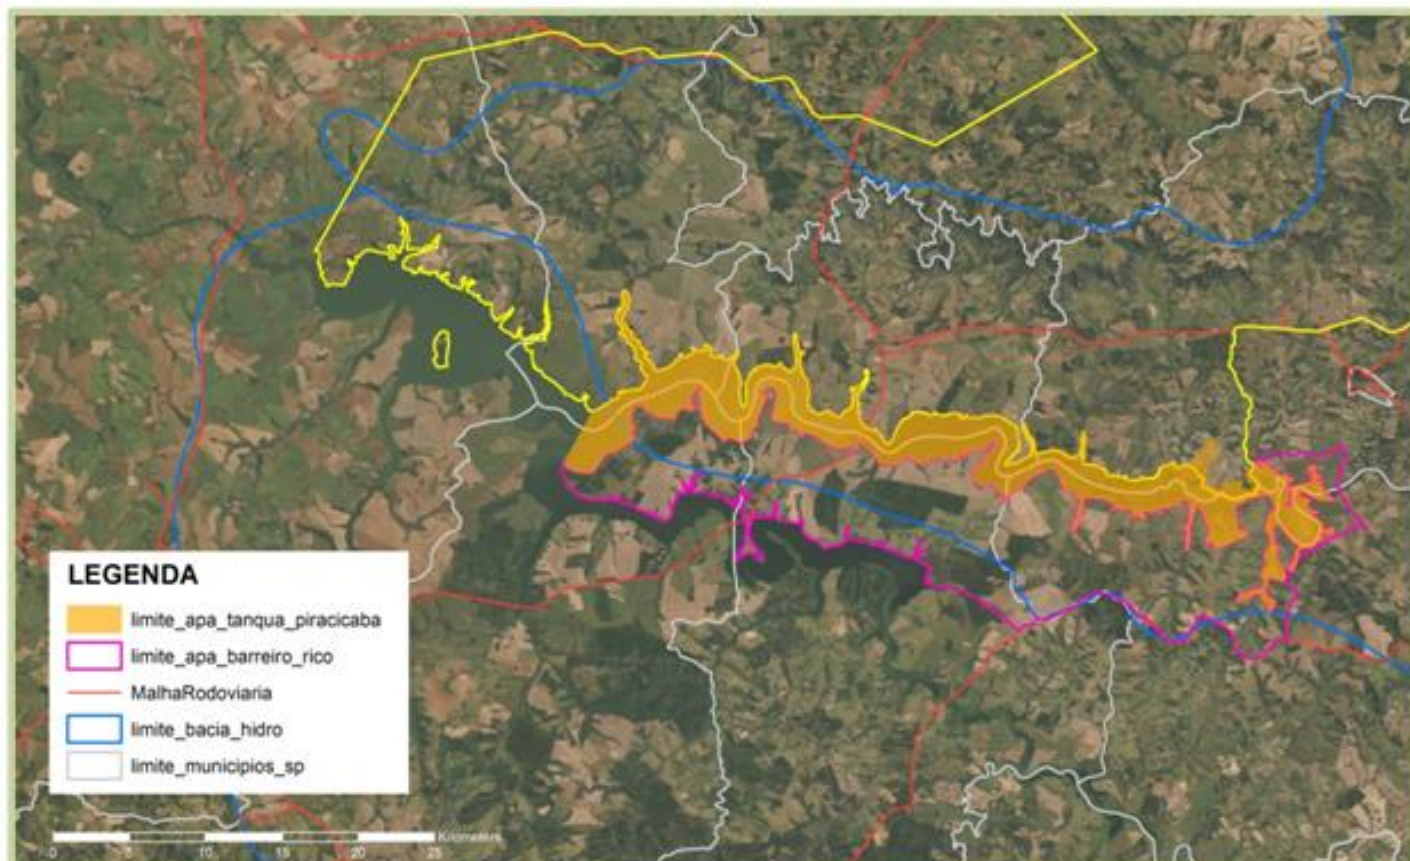 LEGENDA
limite_apa_tanqua_piracicaba
limite_apa_barreiro_rico
MalhaRodoviaria
limite_bacia_hidro
limite_municipios_sp
Kilometers
0 5 10 15 20 25